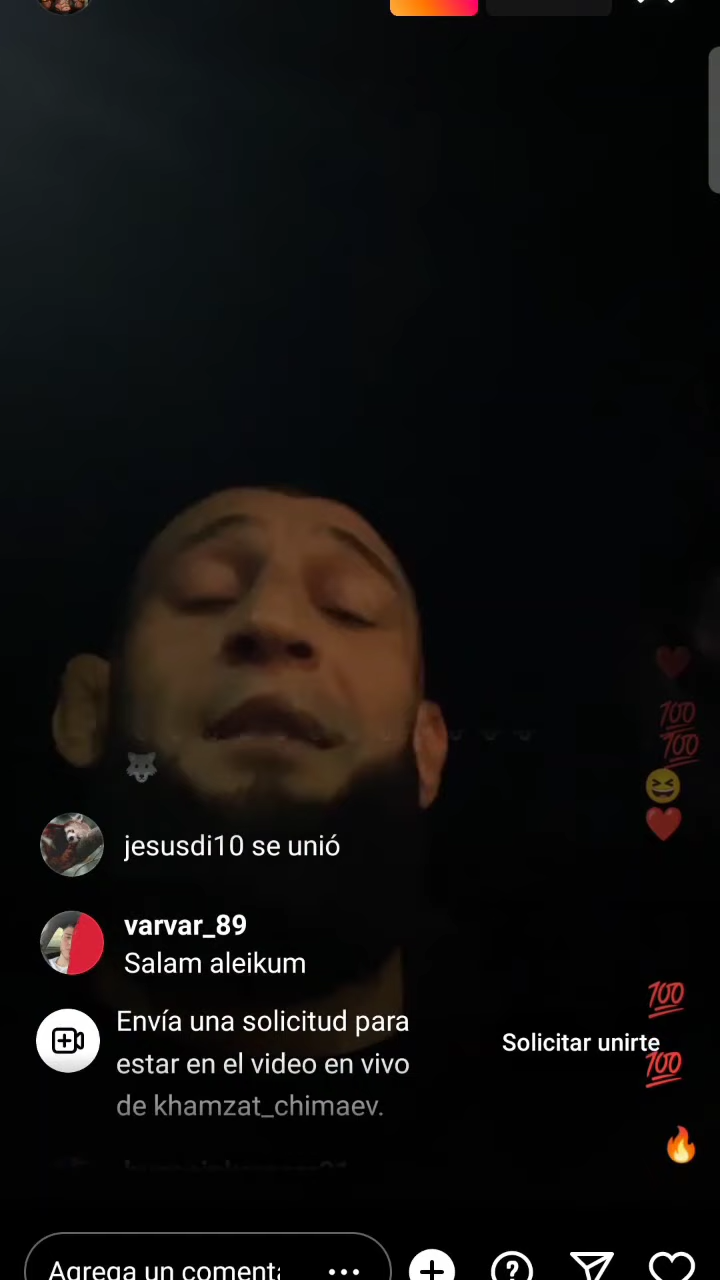 jesusdi10 se unió
varvar_89
Salam aleikum
Envía una solicitud para
estar en el video en vivo
de khamzat_chimaev.
Solicitar unirte
Agrega un comenta